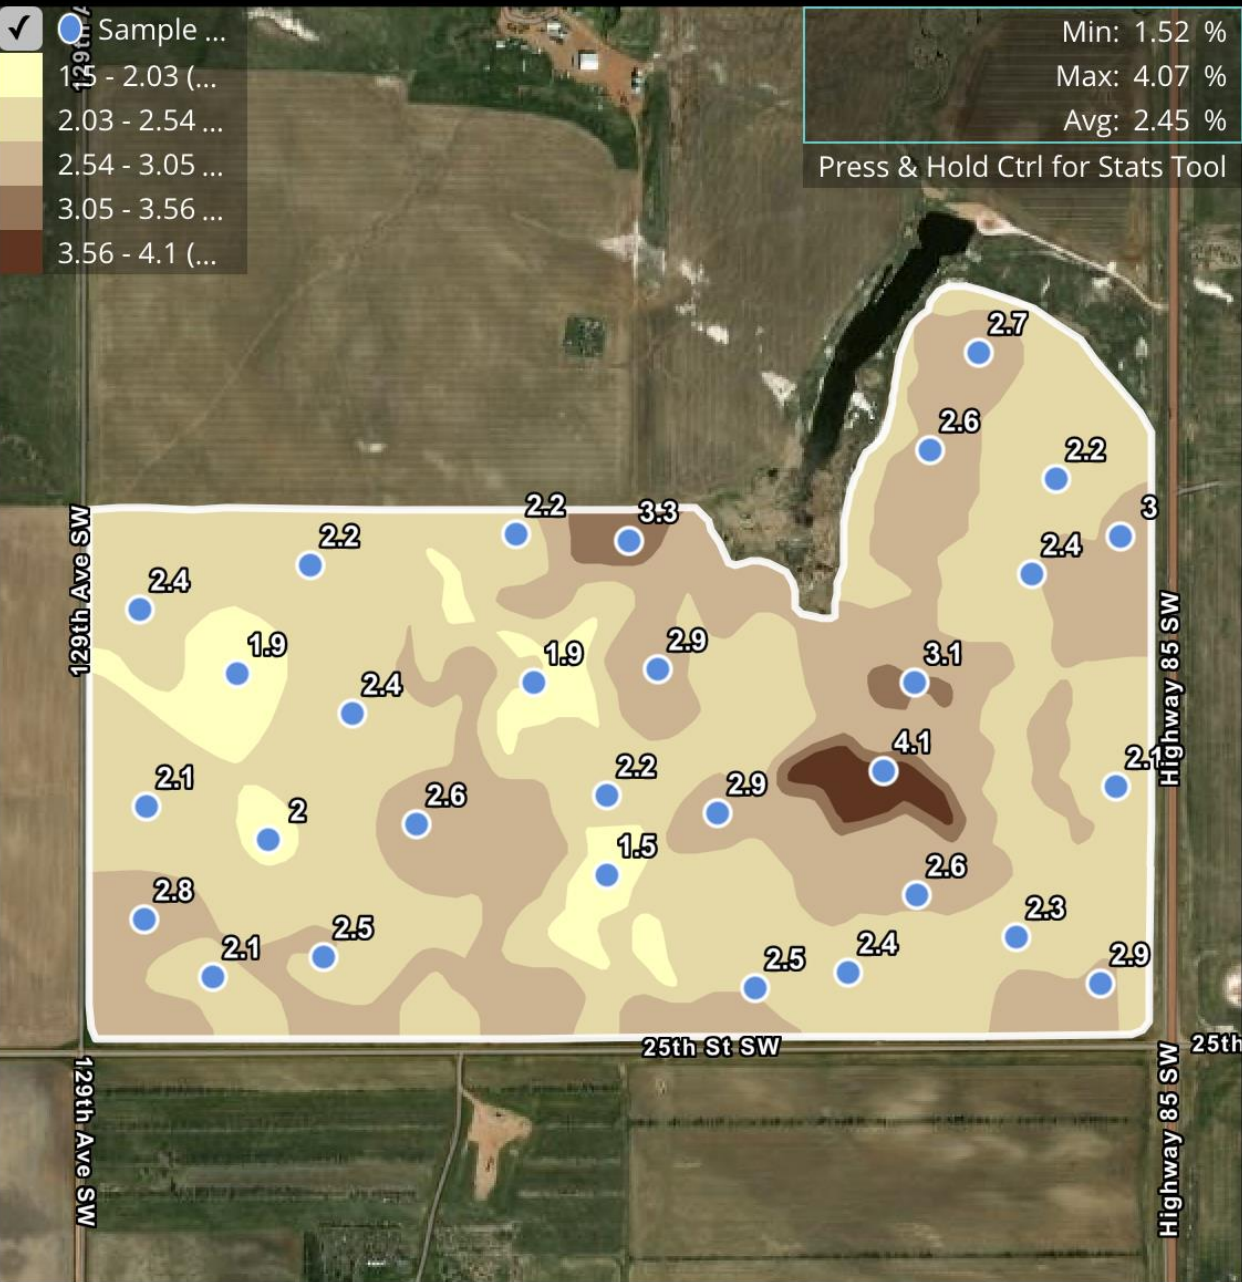 ✓ Sample ...
1.5 - 2.03 (...
2.03 - 2.54 ...
2.54 - 3.05 ...
3.05 - 3.56 ...
3.56 - 4.1 (...
Min: 1.52 %
Max: 4.07 %
Avg: 2.45 %
Press & Hold Ctrl for Stats Tool
129th A
2.7
2.6
2.2
3
2.2
3.3
2.2
2.4
2.4
129th Ave SW
Highway 85 SW
1.9
1.9
2.9
3.1
2.4
4.1
2.1
2.1
2.2
2.9
2.6
2
1.5
2.6
2.8
2.3
2.5
2.1
2.4
2.9
2.5
25th St SW
25th
129th Ave SW
Highway 85 SW